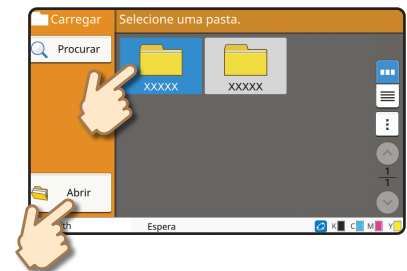 Carregar
Selecione uma pasta.
Procurar
XXXXX
XXXXX
1
1
Abrir
Espera
K C M Y